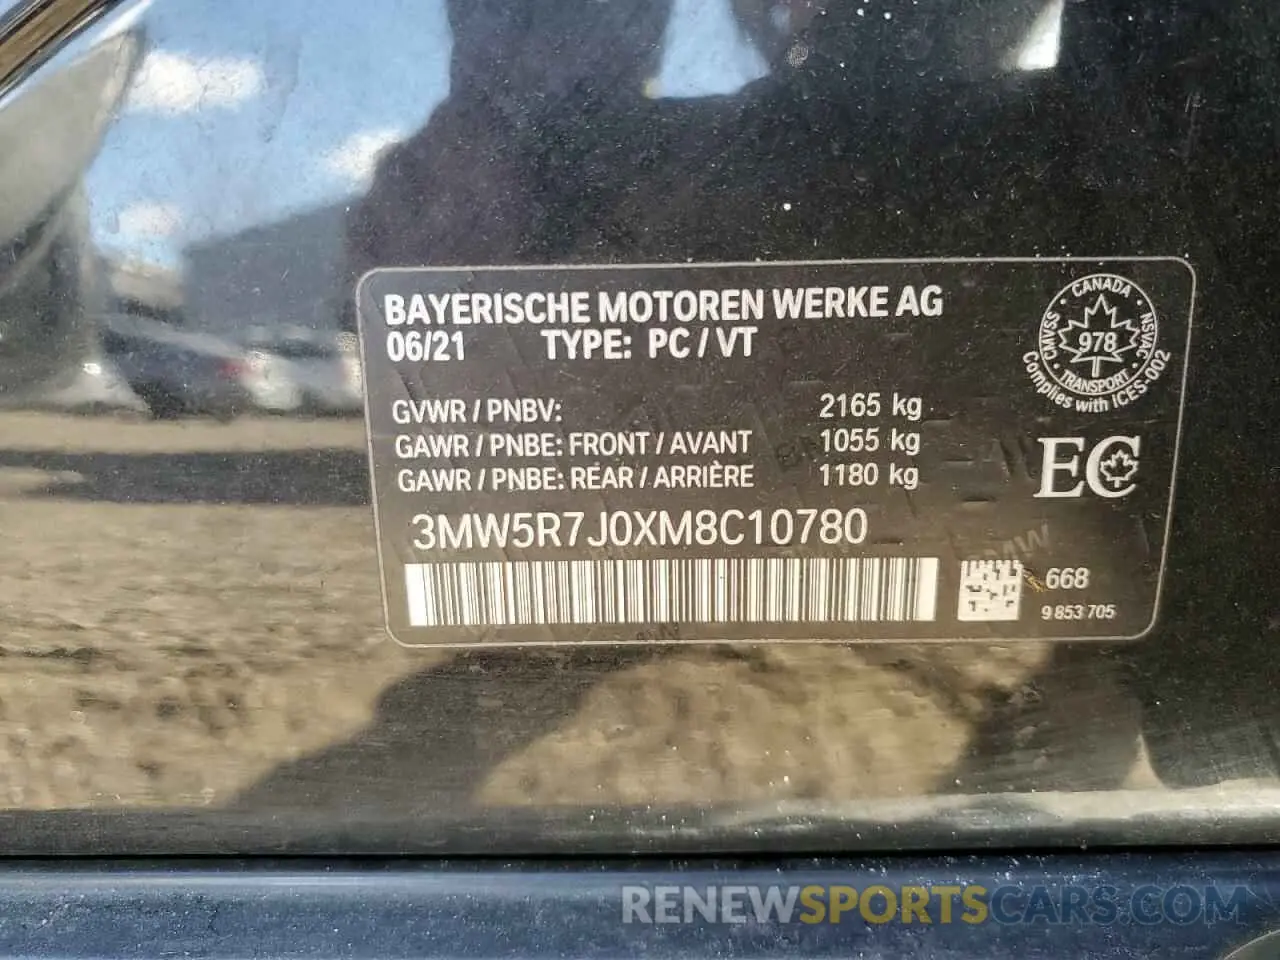 BAYERISCHE MOTOREN WERKE AG
06/21 TYPE: PC / VT
GVWR / PNBV: 2165 kg
GAWR / PNBE: FRONT / AVANT 1055 kg
GAWR / PNBE: REAR / ARRIÈRE 1180 kg
3MW5R7J0XM8C10780
668
9 853 705
CANADA
CMVSS
NSVAC
978
TRANSPORT
Complies with ICES-002
EC
RENEWSPORTSCARS.COM